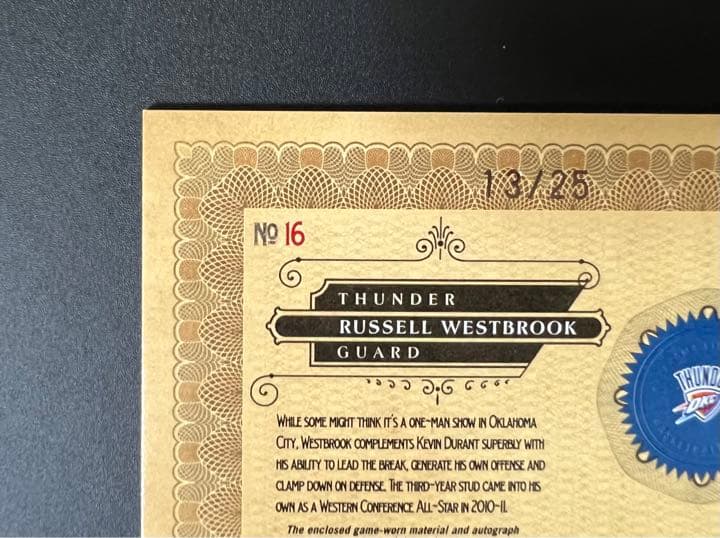 13/25
No 16
THUNDER
RUSSELL WESTBROOK
GUARD
WHILE SOME MIGHT THINK IT'S A ONE-MAN SHOW IN OKLAHOMA
CITY, WESTBROOK COMPLEMENTS KEVIN DURANT SUPERBLY WITH
HIS ABILITY TO LEAD THE BREAK, GENERATE HIS OWN OFFENSE AND
CLAMP DOWN ON DEFENSE. THE THIRD-YEAR STUD CAME INTO HIS
OWN AS A WESTERN CONFERENCE ALL-STAR IN 2010-11.
The enclosed game-worn material and autograph
OKC